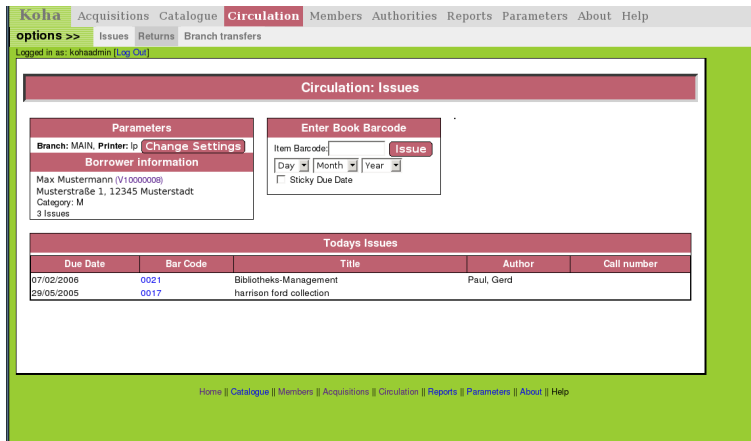 Koha Acquisitions Catalogue Circulation Members Authorities Reports Parameters About Help
options >> Issues Returns Branch transfers
Logged in as: kohaadmin [Log Out]
Circulation: Issues
Parameters
Branch: MAIN, Printer: lp Change Settings
Borrower information
Max Mustermann (V10000008)
Musterstraße 1, 12345 Musterstadt
Category: M
3 Issues
Enter Book Barcode
Item Barcode: Issue
Day Month Year
Sticky Due Date
Todays Issues
Due Date Bar Code Title Author Call number
07/02/2006 0021 Bibliotheks-Management Paul, Gerd
29/05/2005 0017 harrison ford collection
Home || Catalogue || Members || Acquisitions || Circulation || Reports || Parameters || About || Help